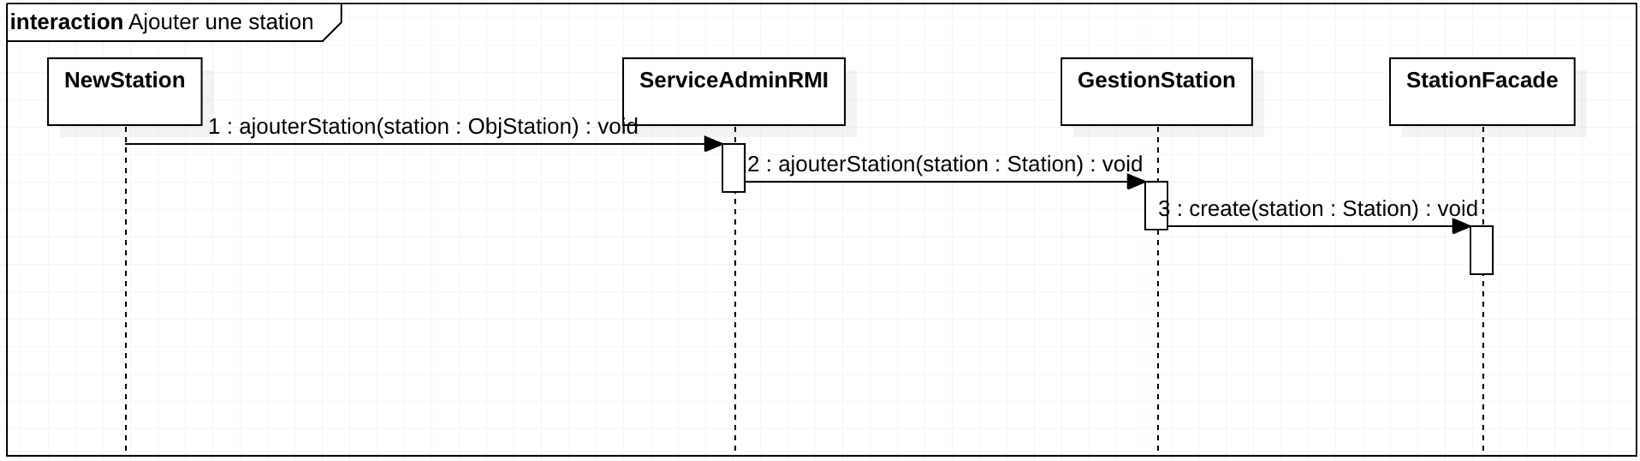 interaction Ajouter une station
NewStation
ServiceAdminRMI
GestionStation
StationFacade
1 : ajouterStation(station : ObjStation) : void
2 : ajouterStation(station : Station) : void
3 : create(station : Station) : void